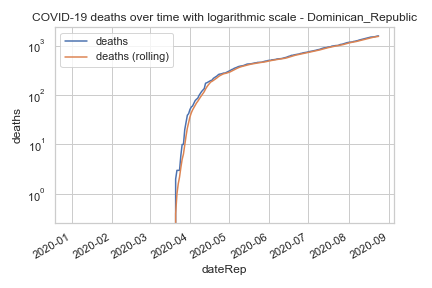 COVID-19 deaths over time with logarithmic scale - Dominican_Republic
deaths
deaths (rolling)
10³
10²
10¹
10⁰
deaths
2020-01
2020-02
2020-03
2020-04
2020-05
2020-06
2020-07
2020-08
2020-09
dateRep